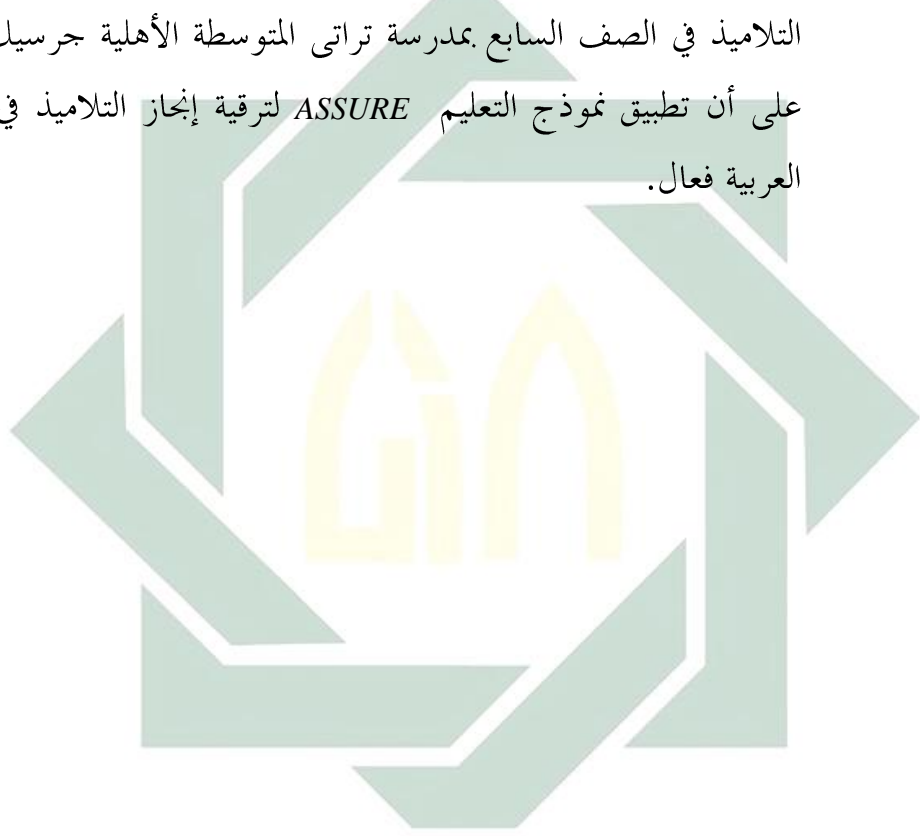 التلاميذ في الصف السابع بمدرسة تراتى المتوسطة الأهلية جرسيك
على أن تطبيق نموذج التعليم ASSURE لترقية إنجاز التلاميذ في
العربية فعال.